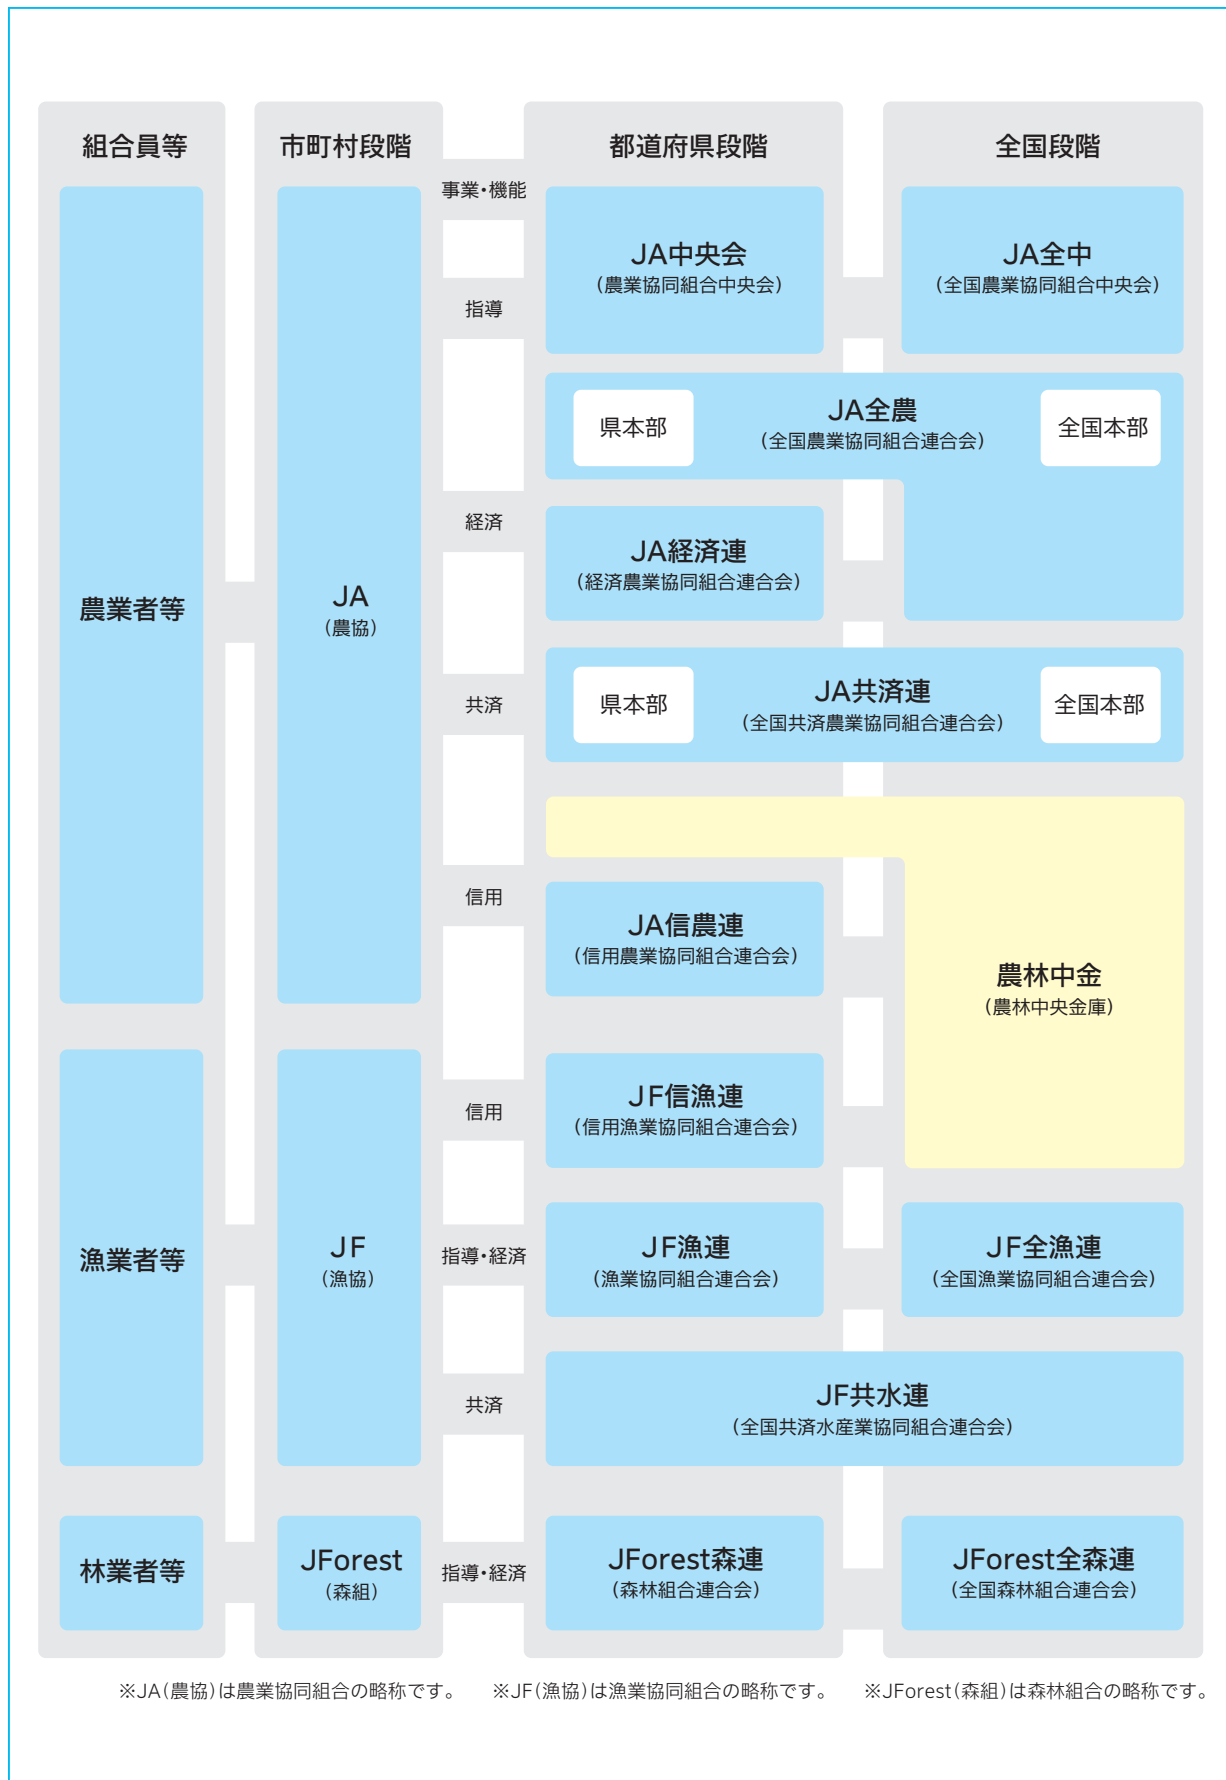 組合員等
市町村段階
都道府県段階
全国段階
事業・機能
農業者等
JA
(農協)
指導
JA中央会
(農業協同組合中央会)
JA全中
(全国農業協同組合中央会)
経済
県本部
JA全農
(全国農業協同組合連合会)
全国本部
JA経済連
(経済農業協同組合連合会)
共済
県本部
JA共済連
(全国共済農業協同組合連合会)
全国本部
信用
JA信農連
(信用農業協同組合連合会)
農林中金
(農林中央金庫)
漁業者等
JF
(漁協)
信用
JF信漁連
(信用漁業協同組合連合会)
指導・経済
JF漁連
(漁業協同組合連合会)
JF全漁連
(全国漁業協同組合連合会)
共済
JF共水連
(全国共済水産業協同組合連合会)
林業者等
JForest
(森組)
指導・経済
JForest森連
(森林組合連合会)
JForest全森連
(全国森林組合連合会)
※JA(農協)は農業協同組合の略称です。 ※JF(漁協)は漁業協同組合の略称です。 ※JForest(森組)は森林組合の略称です。